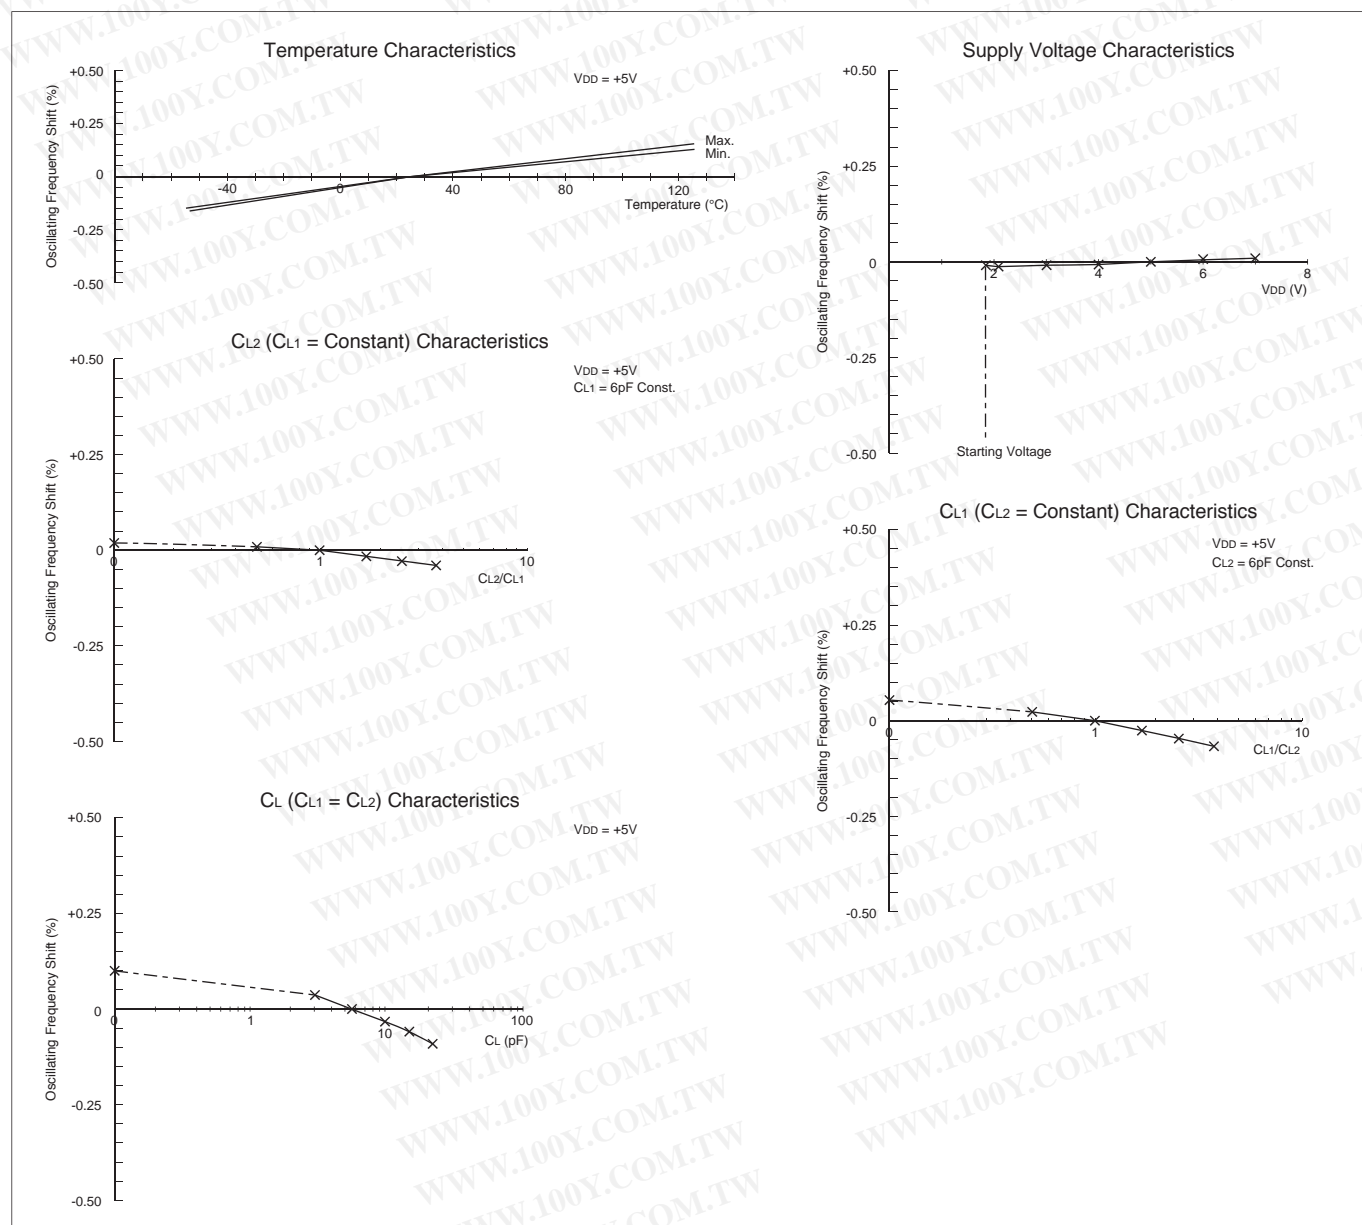 Temperature Characteristics
VDD = +5V
Oscillating Frequency Shift (%)
+0.50
+0.25
0
-0.25
-0.50
-40
0
40
80
120
Max.
Min.
Temperature (°C)
Supply Voltage Characteristics
Oscillating Frequency Shift (%)
+0.50
+0.25
0
-0.25
-0.50
2
4
6
8
VDD (V)
Starting Voltage
CL2 (CL1 = Constant) Characteristics
VDD = +5V
CL1 = 6pF Const.
Oscillating Frequency Shift (%)
+0.50
+0.25
0
-0.25
-0.50
0
1
10
CL2/CL1
CL1 (CL2 = Constant) Characteristics
VDD = +5V
CL2 = 6pF Const.
Oscillating Frequency Shift (%)
+0.50
+0.25
0
-0.25
-0.50
0
1
10
CL1/CL2
CL (CL1 = CL2) Characteristics
VDD = +5V
Oscillating Frequency Shift (%)
+0.50
+0.25
0
-0.25
-0.50
0
1
10
100
CL (pF)
WWW.100Y.COM.TW